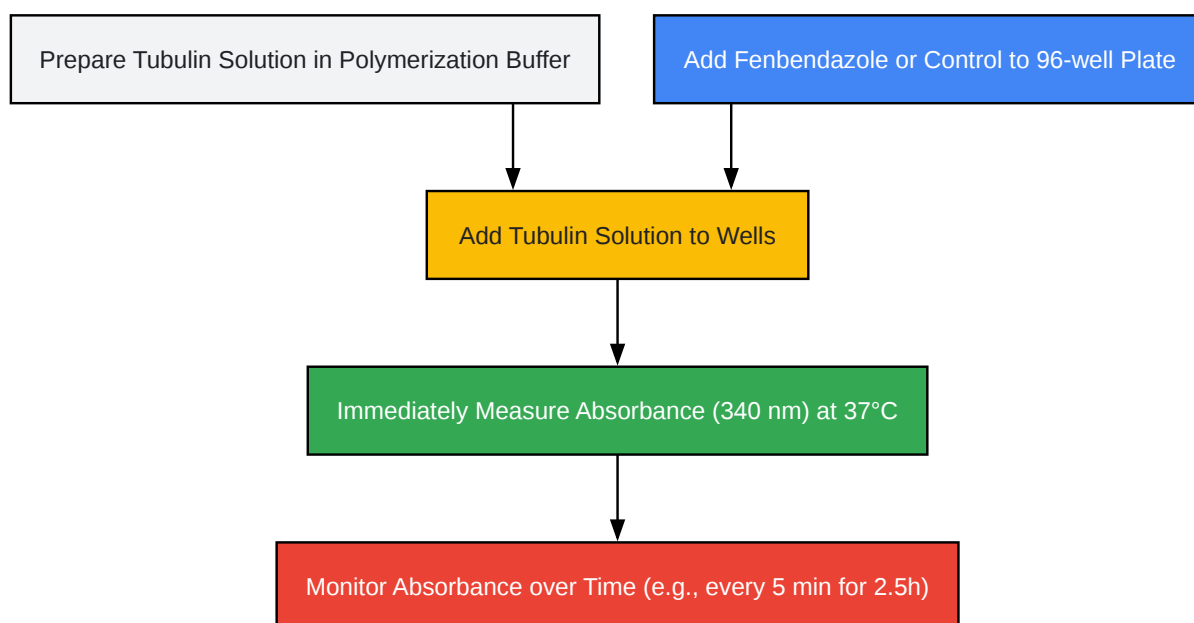 Prepare Tubulin Solution in Polymerization Buffer
Add Fenbendazole or Control to 96-well Plate
Add Tubulin Solution to Wells
Immediately Measure Absorbance (340 nm) at 37°C
Monitor Absorbance over Time (e.g., every 5 min for 2.5h)